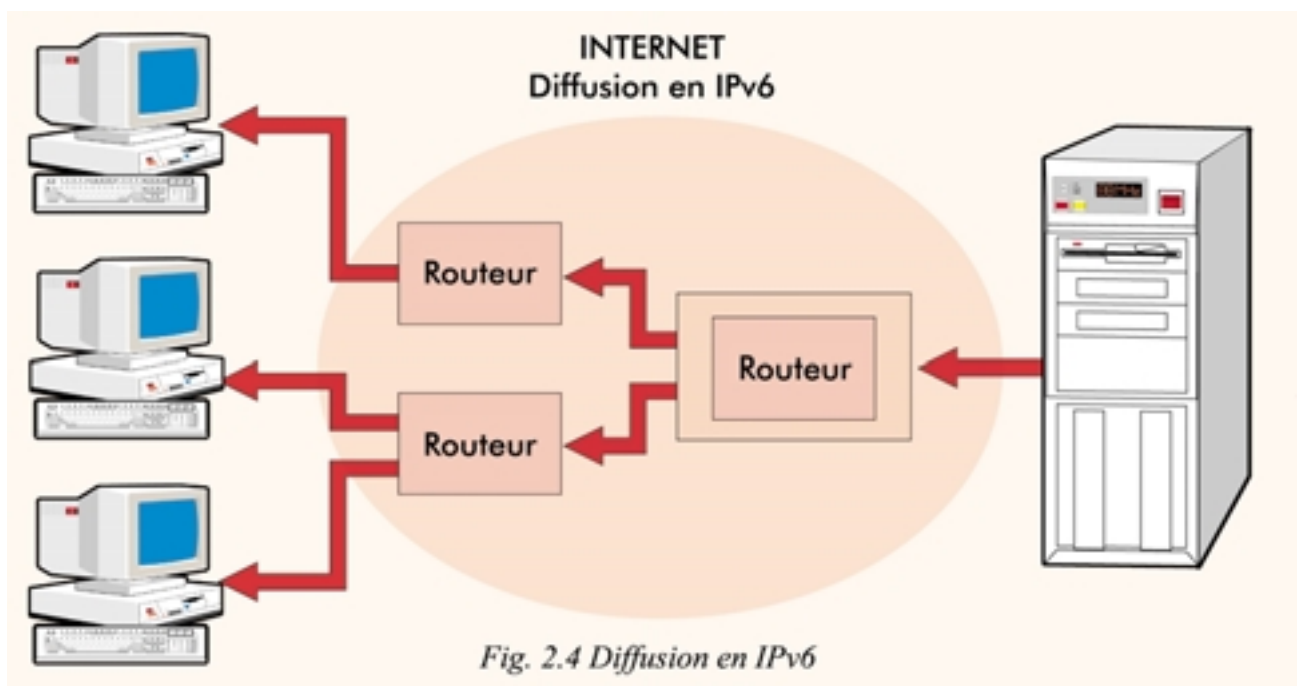 INTERNET
Diffusion en IPv6
Routeur
Routeur
Routeur
Fig. 2.4 Diffusion en IPv6